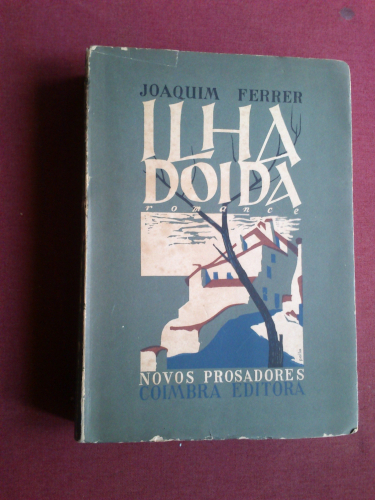 JOAQUIM FERRER
ILHA
DOIDA
romance
NOVOS PROSADORES
COIMBRA EDITORA